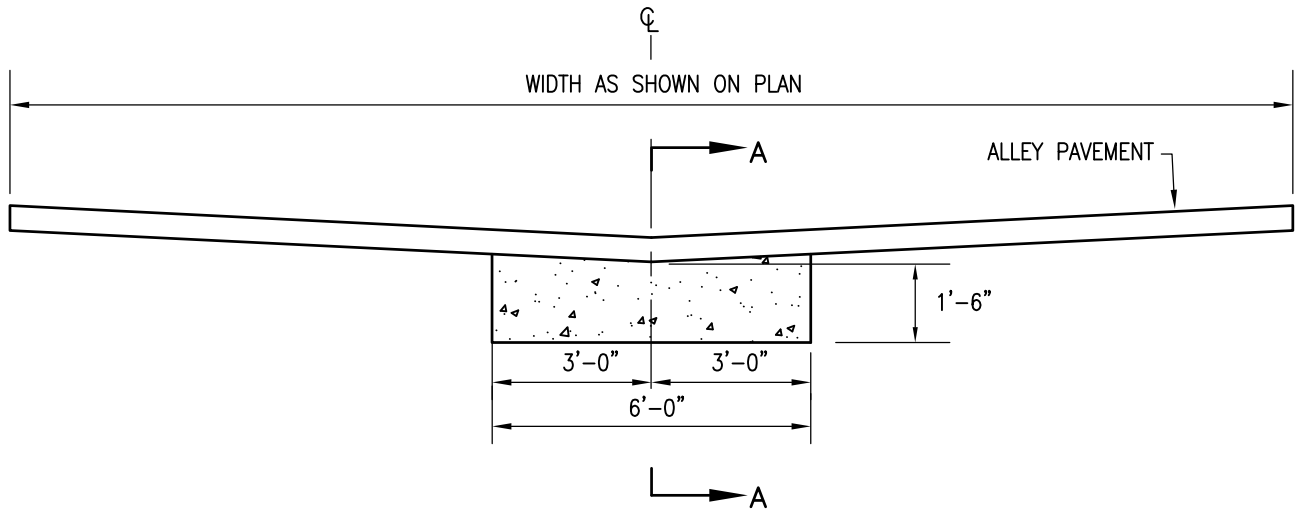 ℄
WIDTH AS SHOWN ON PLAN
A
ALLEY PAVEMENT
1'-6"
3'-0" 3'-0"
6'-0"
A